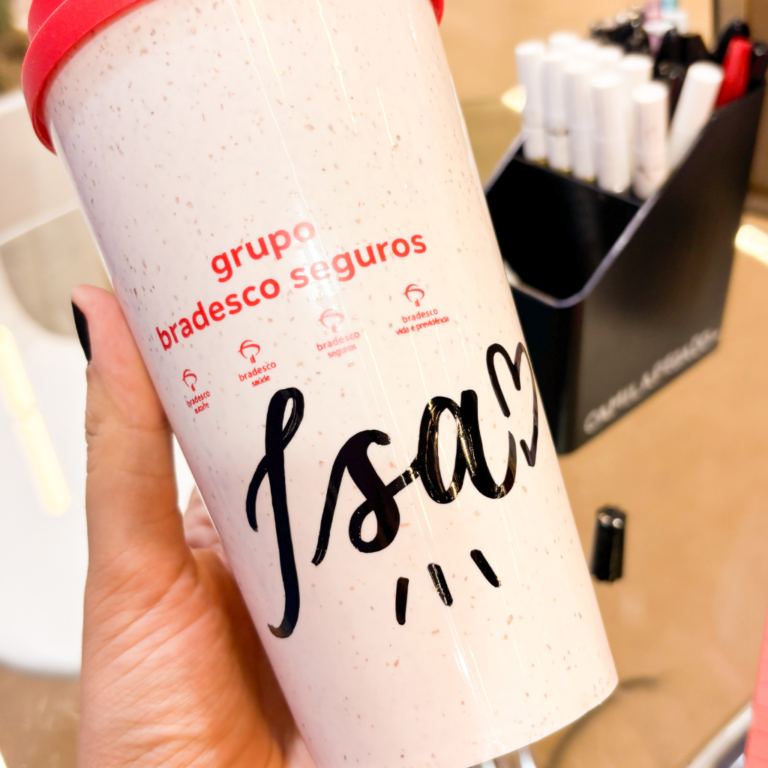 grupo
bradesco seguros
bradesco
auto/re
bradesco
saúde
bradesco
seguros
bradesco
vida e previdência
Isa